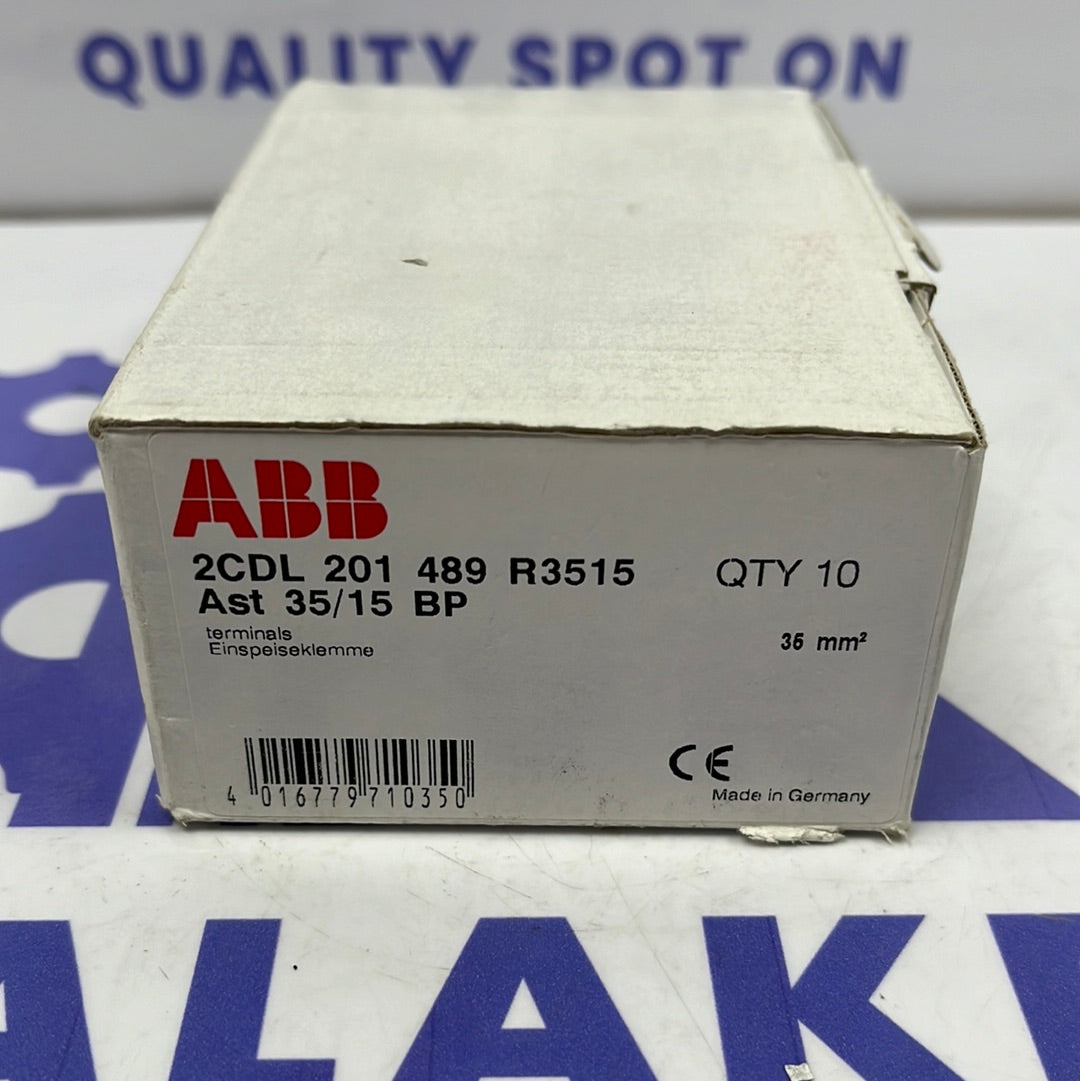 QUALITY SPOT ON
ABB
2CDL 201 489 R3515
QTY 10
Ast 35/15 BP
terminals
35 mm²
Einspeiseklemme
CE
4 016779 710350
Made in Germany